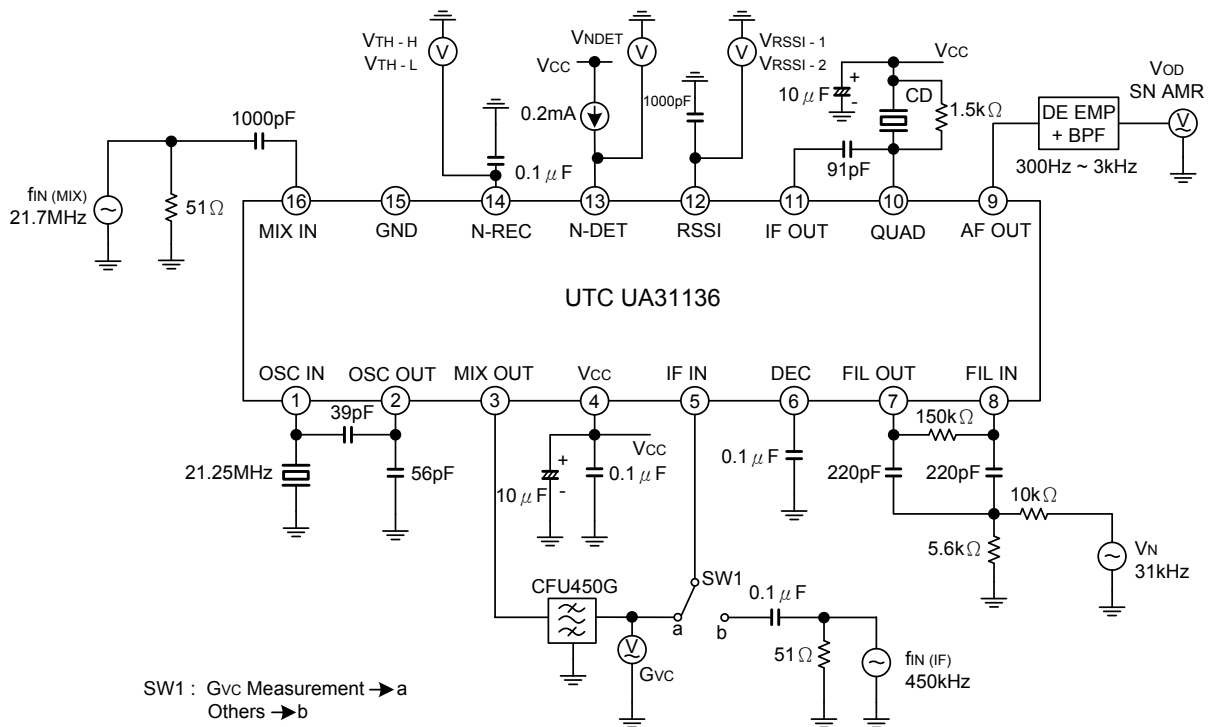 VTH - H
VTH - L
VNDET
VCC
0.2mA
VRSSI - 1
VRSSI - 2
1000pF
VCC
10 μF
+
-
CD
1.5kΩ
VOD
SN AMR
DE EMP
+ BPF
300Hz ~ 3kHz
1000pF
0.1 μF
91pF
fIN (MIX)
21.7MHz
51Ω
16
15
14
13
12
11
10
9
MIX IN
GND
N-REC
N-DET
RSSI
IF OUT
QUAD
AF OUT
UTC UA31136
OSC IN
OSC OUT
MIX OUT
VCC
IF IN
DEC
FIL OUT
FIL IN
1
2
3
4
5
6
7
8
39pF
21.25MHz
56pF
VCC
+
-
10 μF
0.1 μF
0.1 μF
150kΩ
220pF
220pF
10kΩ
5.6kΩ
VN
31kHz
CFU450G
SW1
a
b
0.1 μF
GVC
51Ω
fIN (IF)
450kHz
SW1 : GVC Measurement → a
Others → b